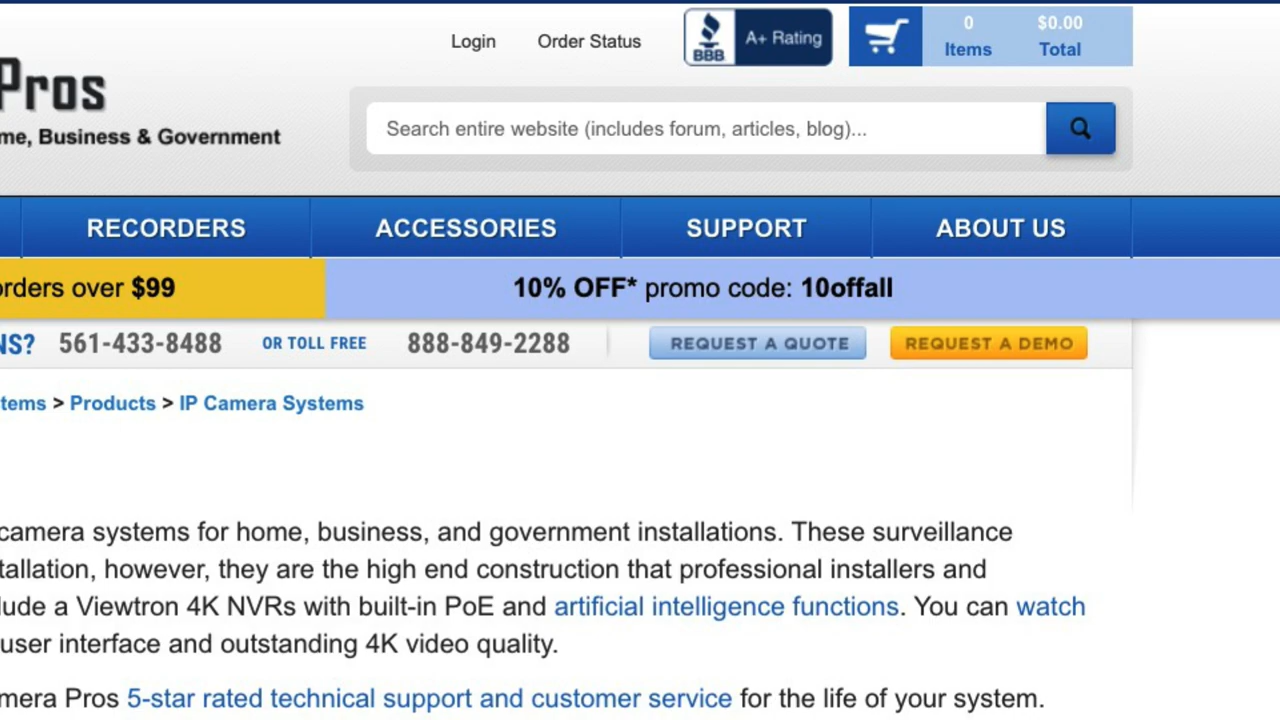 Login Order Status BBB A+ Rating 0 Items $0.00 Total
Pros
me, Business & Government
Search entire website (includes forum, articles, blog)...
RECORDERS ACCESSORIES SUPPORT ABOUT US
orders over $99 10% OFF* promo code: 10offall
NS? 561-433-8488 OR TOLL FREE 888-849-2288 REQUEST A QUOTE REQUEST A DEMO
tems > Products > IP Camera Systems
camera systems for home, business, and government installations. These surveillance
tallation, however, they are the high end construction that professional installers and
lude a Viewtron 4K NVRs with built-in PoE and artificial intelligence functions. You can watch
user interface and outstanding 4K video quality.
mera Pros 5-star rated technical support and customer service for the life of your system.